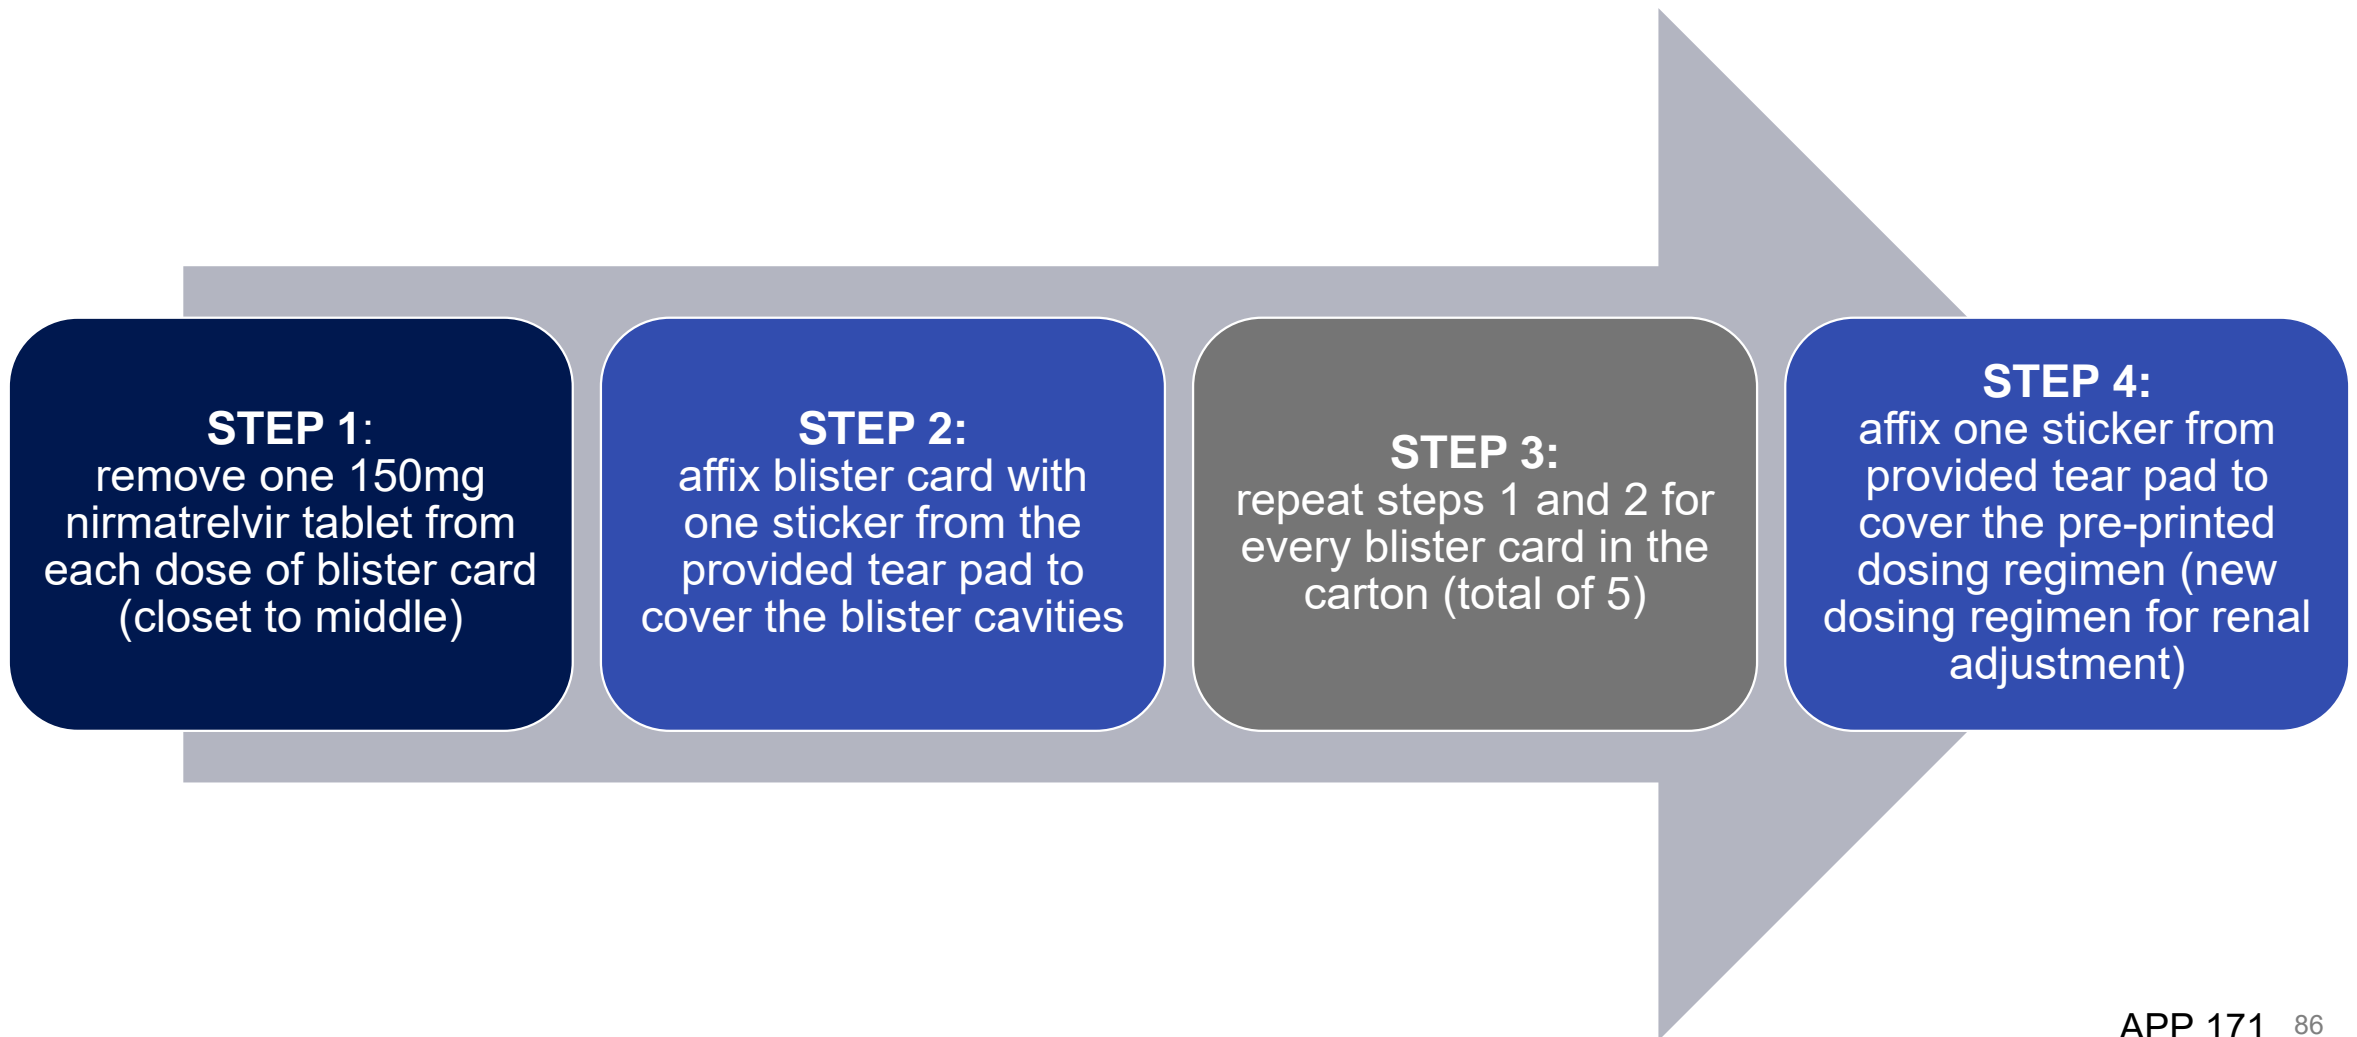 STEP 1:
remove one 150mg
nirmatrelvir tablet from
each dose of blister card
(closet to middle)
STEP 2:
affix blister card with
one sticker from the
provided tear pad to
cover the blister cavities
STEP 3:
repeat steps 1 and 2 for
every blister card in the
carton (total of 5)
STEP 4:
affix one sticker from
provided tear pad to
cover the pre-printed
dosing regimen (new
dosing regimen for renal
adjustment)
APP 171 86